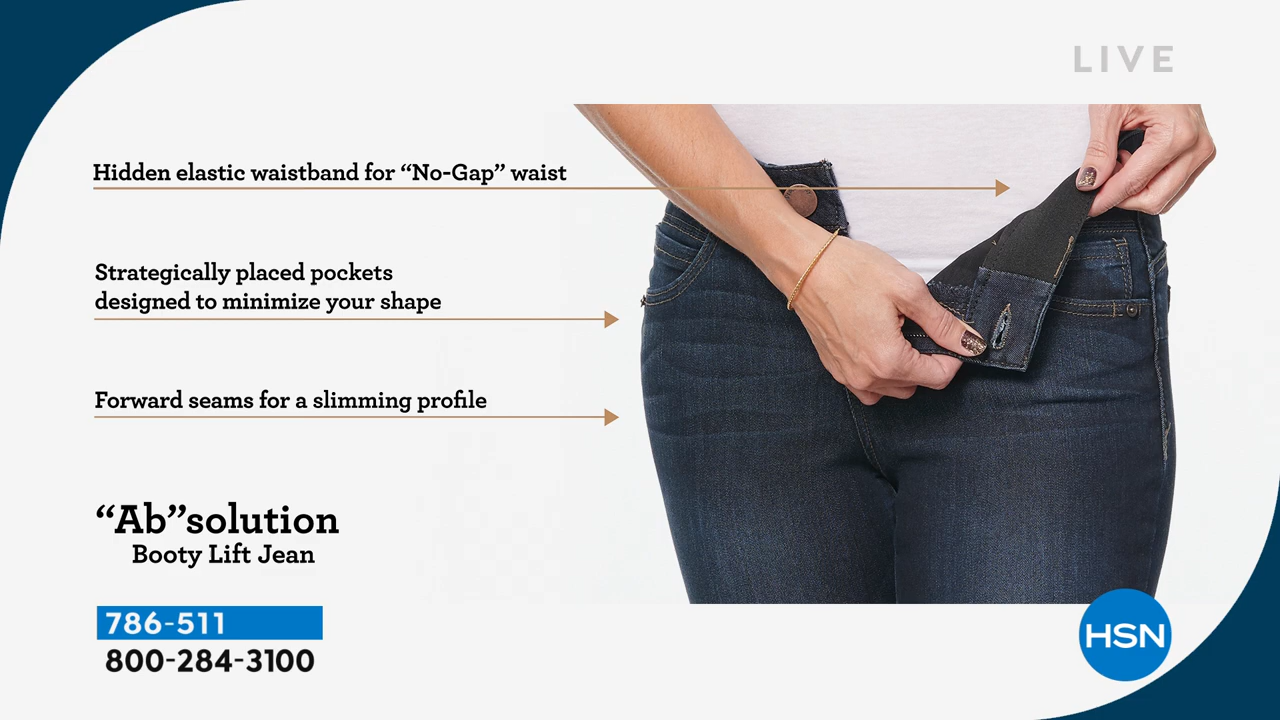 LIVE
Hidden elastic waistband for “No-Gap” waist
Strategically placed pockets
designed to minimize your shape
Forward seams for a slimming profile
“Ab”solution
Booty Lift Jean
786-511
800-284-3100
HSN